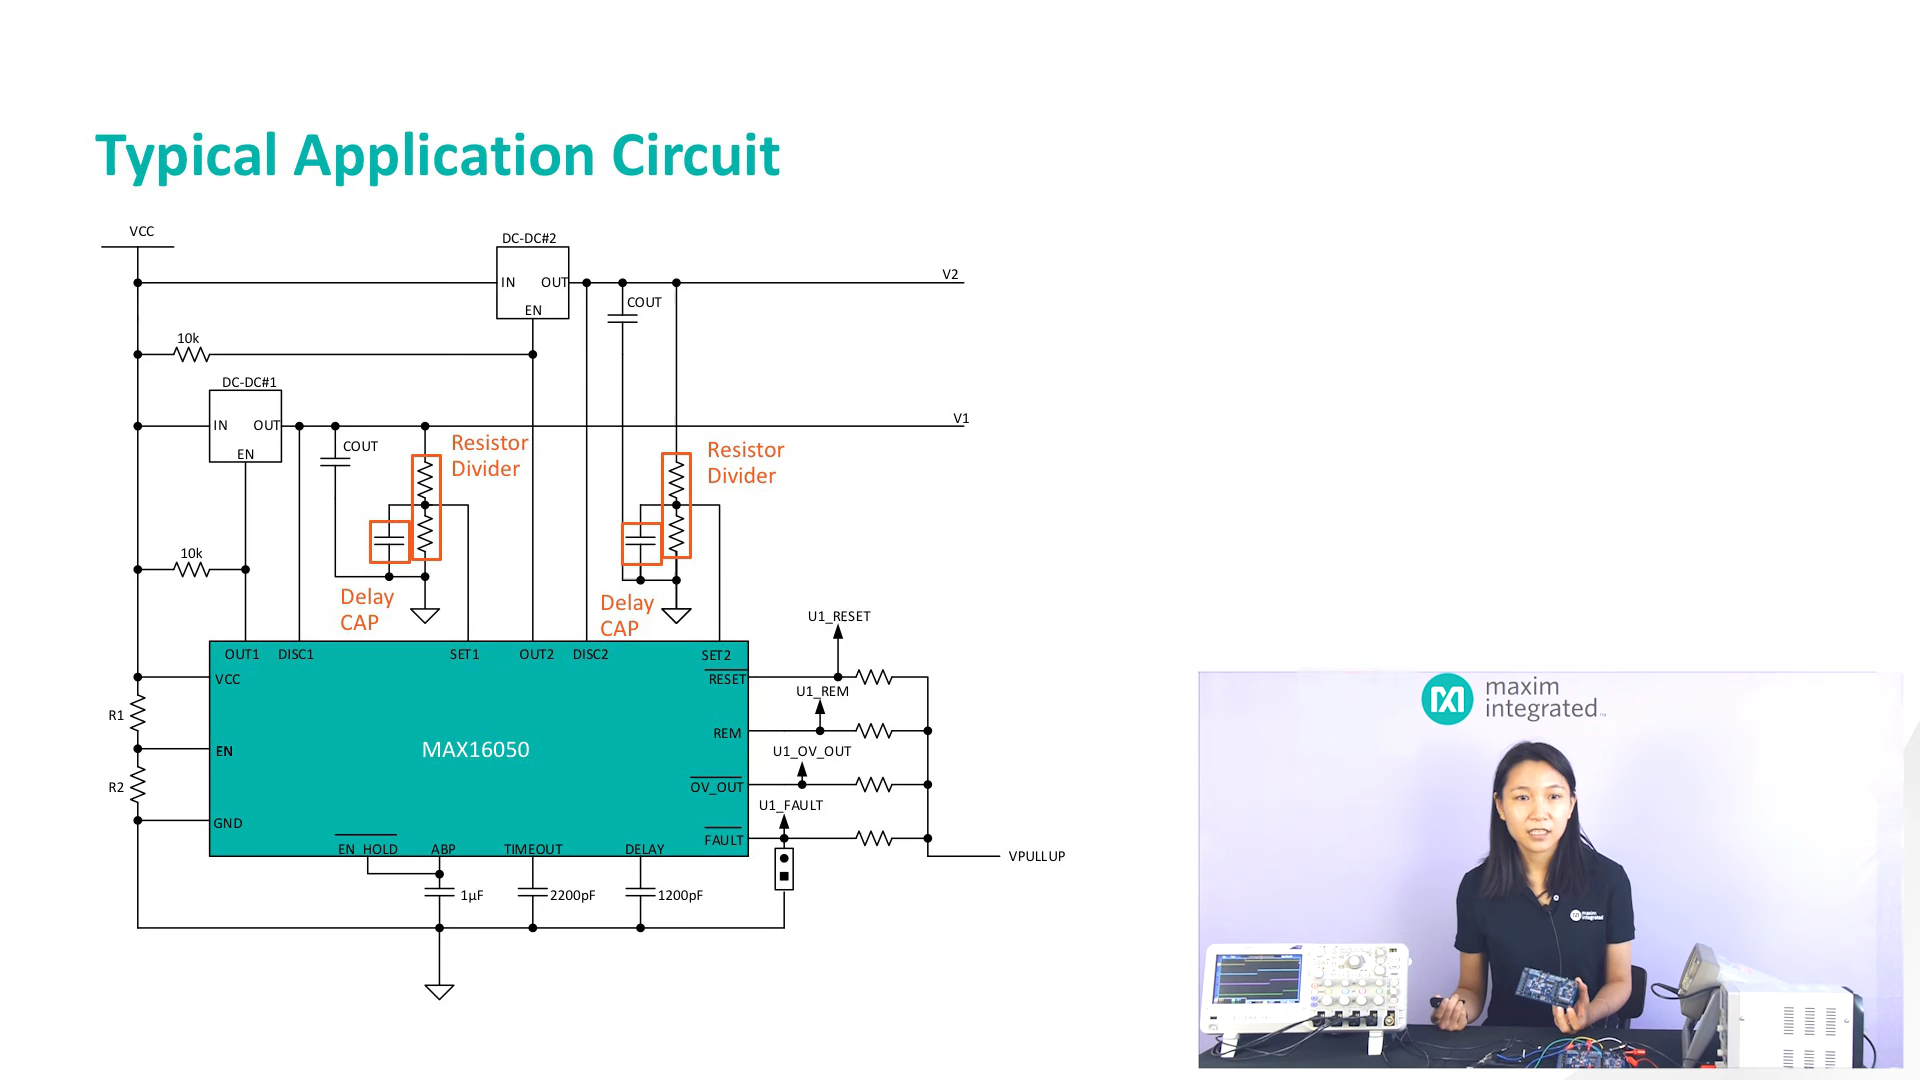 Typical Application Circuit
VCC
DC-DC#2
IN
OUT
EN
V2
COUT
10k
DC-DC#1
IN
OUT
EN
V1
COUT
Resistor
Divider
Resistor
Divider
10k
Delay
CAP
Delay
CAP
U1_RESET
OUT1
DISC1
SET1
OUT2
DISC2
SET2
VCC
RESET
U1_REM
R1
REM
EN
MAX16050
U1_OV_OUT
R2
OV_OUT
U1_FAULT
GND
FAULT
EN_HOLD
ABP
TIMEOUT
DELAY
VPULLUP
1µF
2200pF
1200pF
maxim
integrated™
maxim
integrated